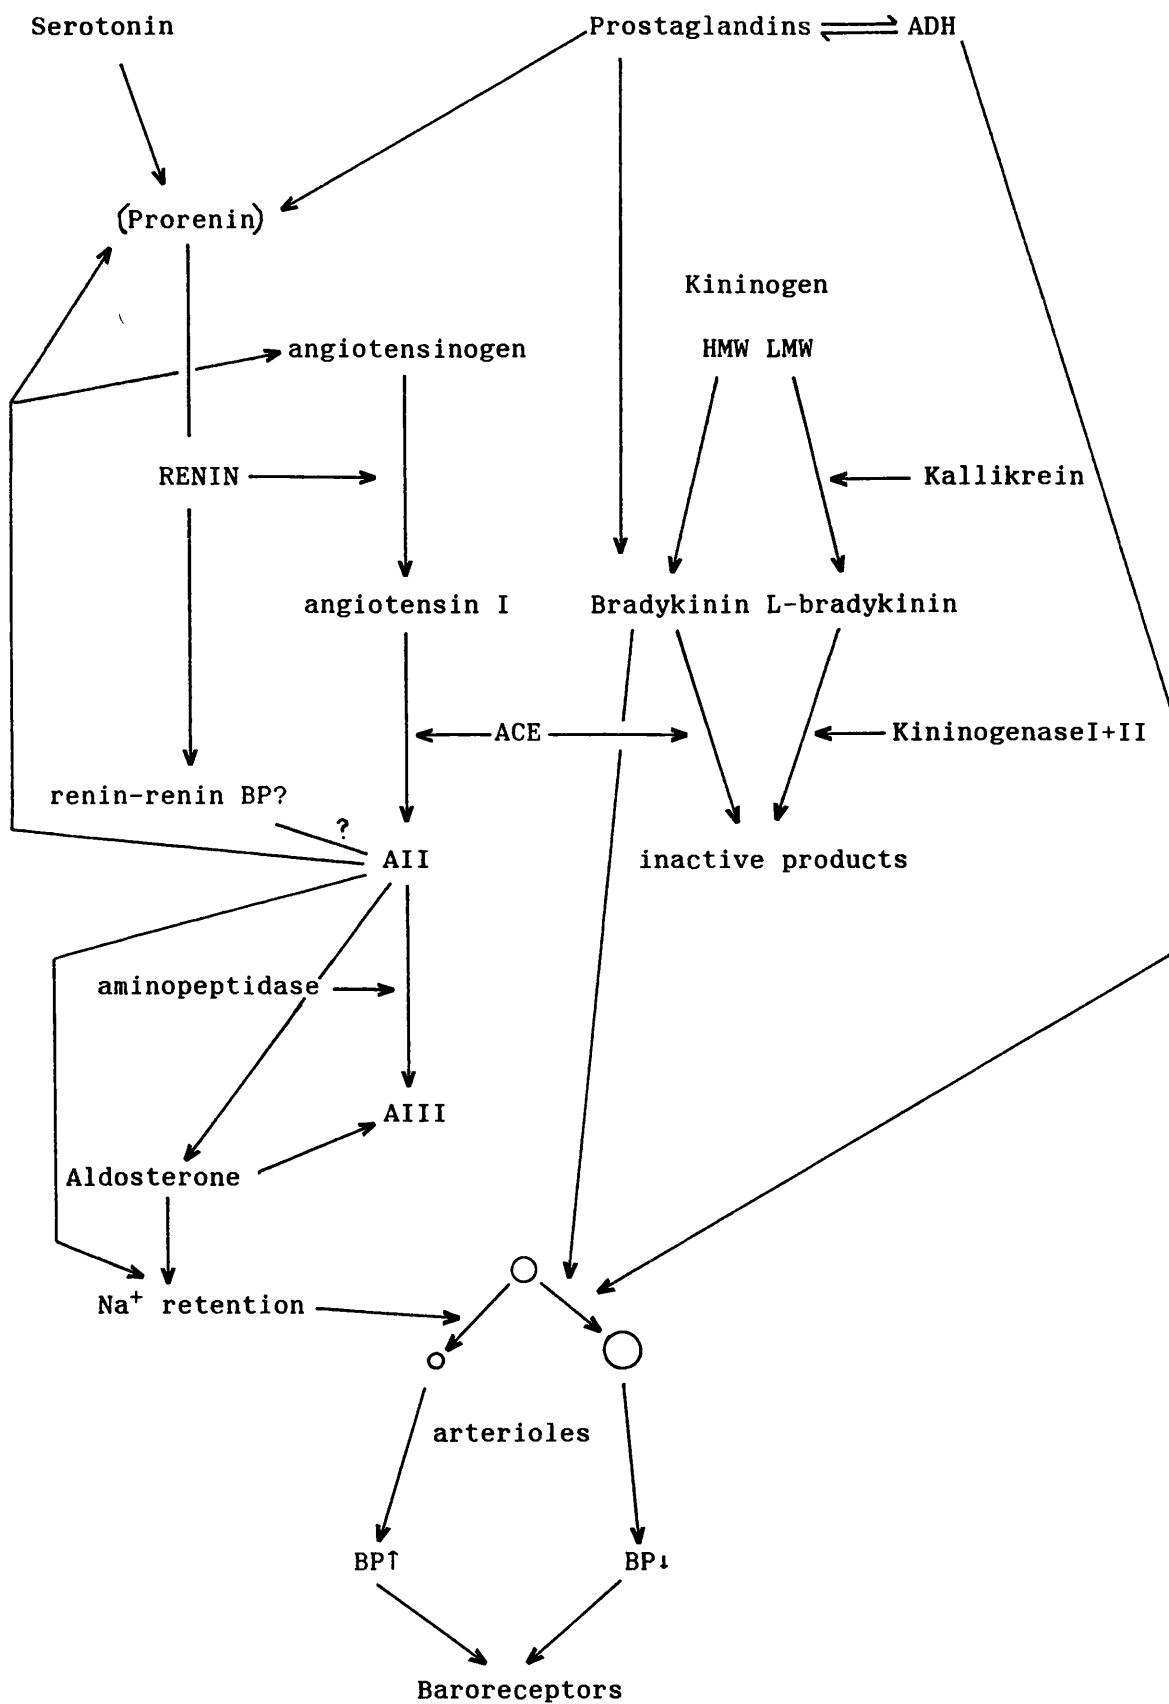 Serotonin
Prostaglandins ⇌ ADH
(Prorenin)
Kininogen
angiotensinogen
HMW LMW
RENIN
Kallikrein
angiotensin I
Bradykinin L-bradykinin
ACE
KininogenaseI+II
renin-renin BP?
?
AII
inactive products
aminopeptidase
AIII
Aldosterone
Na⁺ retention
arterioles
BP↑
BP↓
Baroreceptors